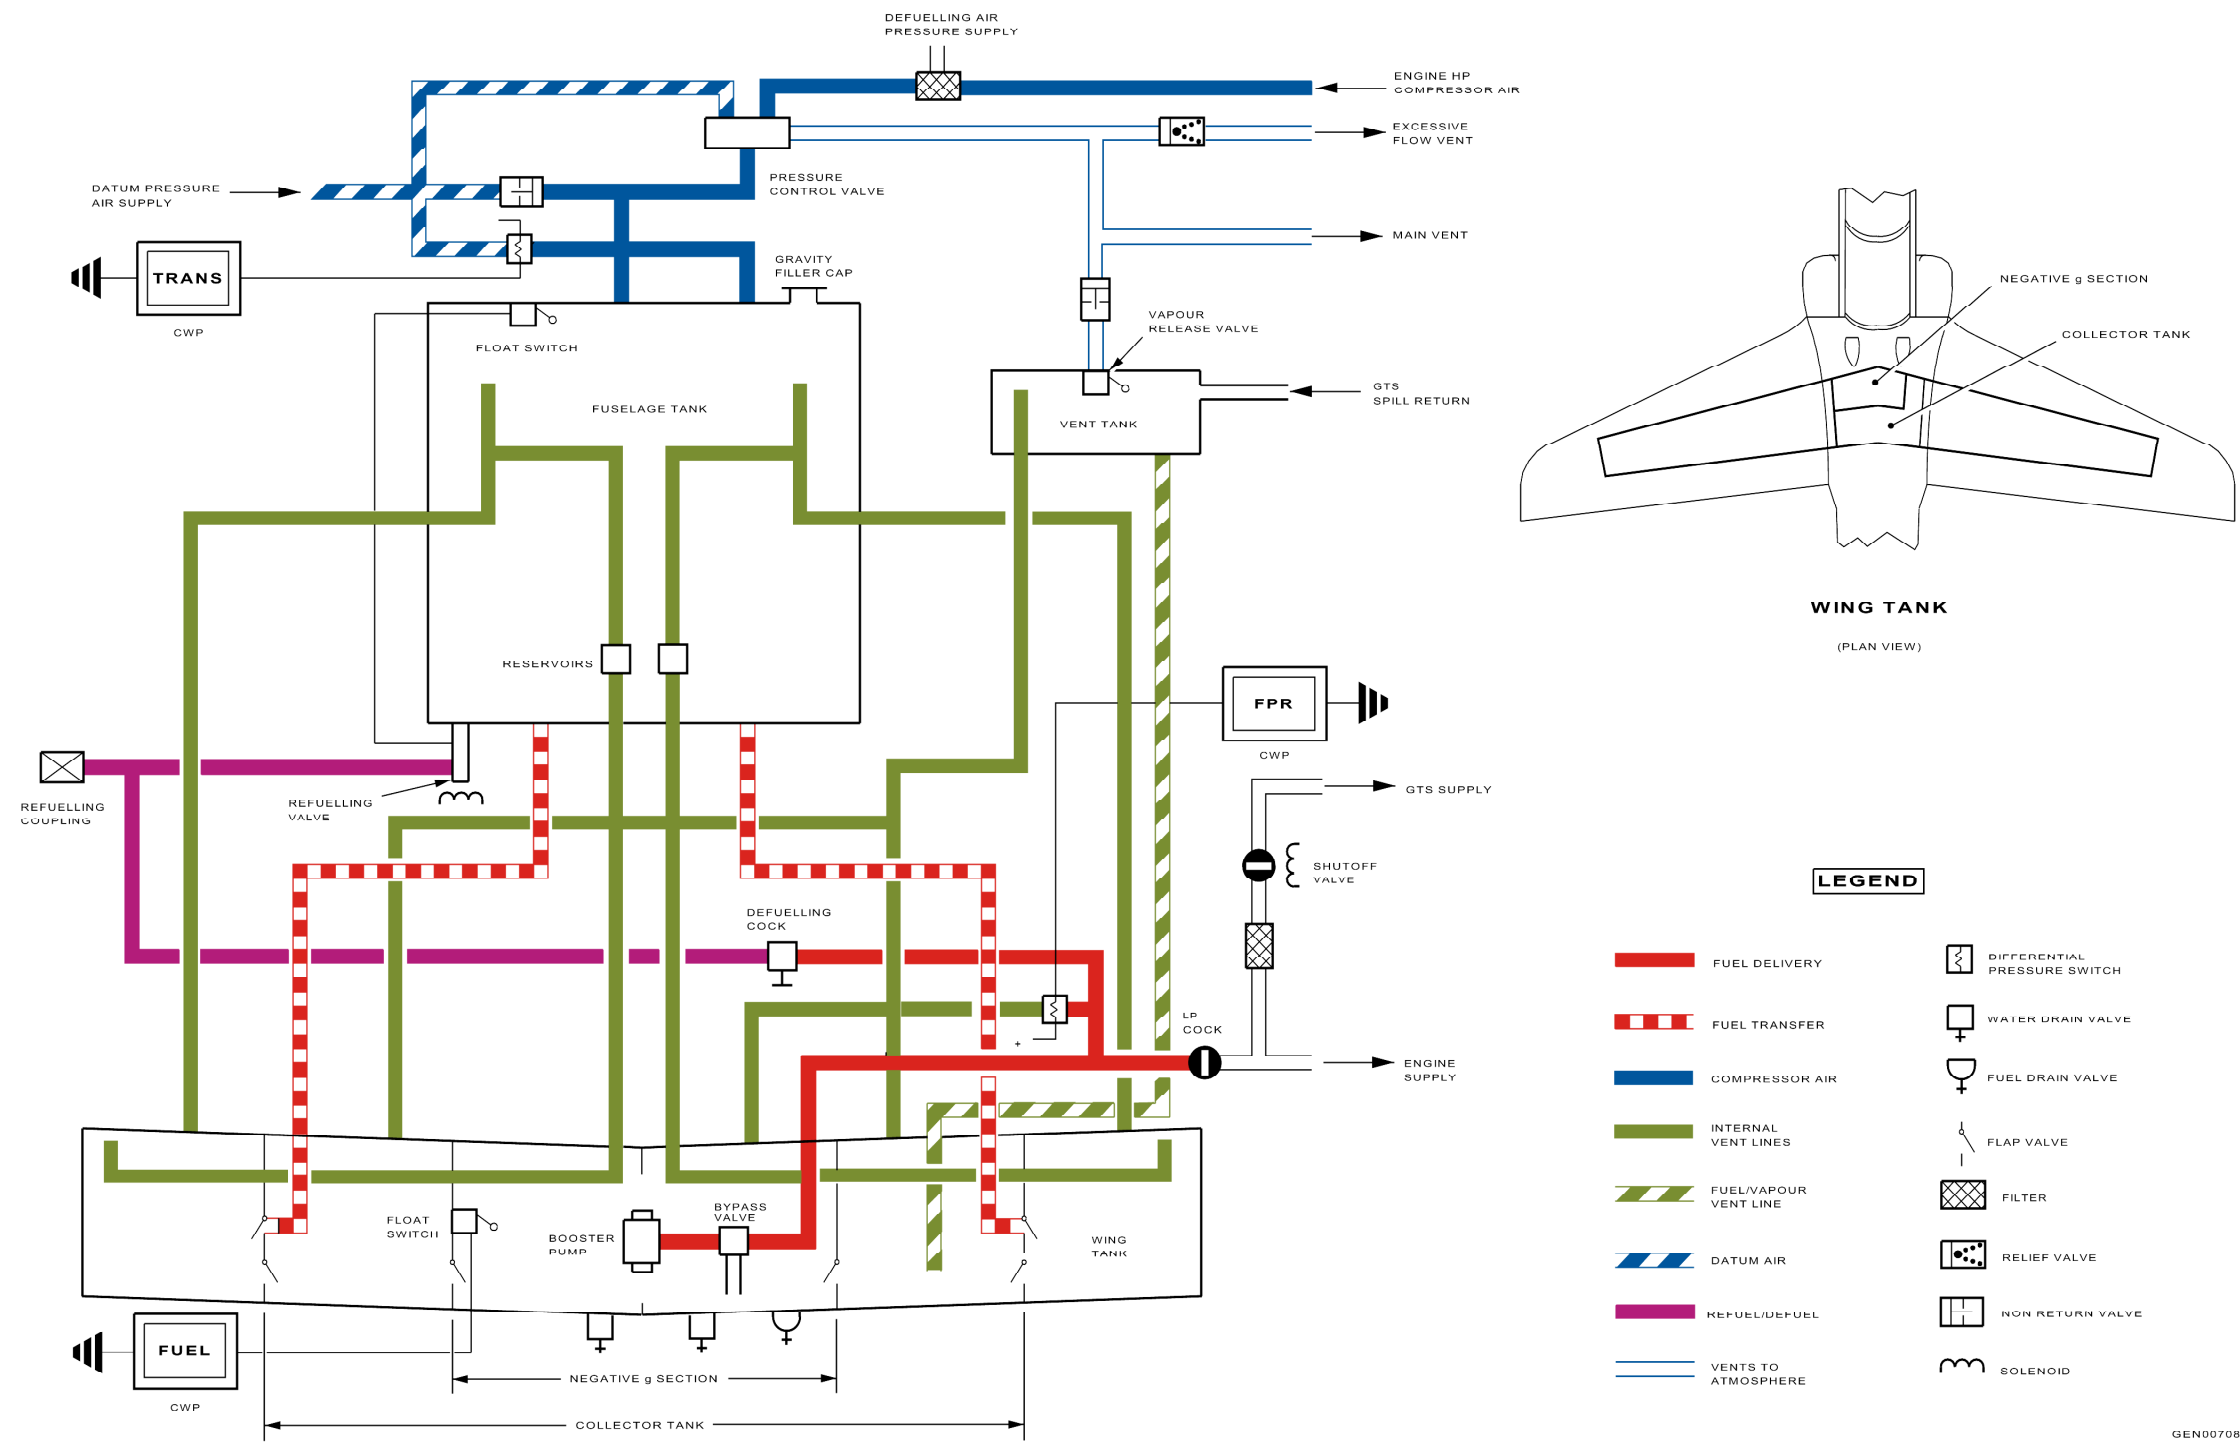 DEFUELLING AIR
PRESSURE SUPPLY
ENGINE HP
COMPRESSOR AIR
EXCESSIVE
FLOW VENT
DATUM PRESSURE
AIR SUPPLY
PRESSURE
CONTROL VALVE
MAIN VENT
TRANS
CWP
GRAVITY
FILLER CAP
FLOAT SWITCH
FUSELAGE TANK
VAPOUR
RELEASE VALVE
GTS
SPILL RETURN
VENT TANK
NEGATIVE g SECTION
COLLECTOR TANK
WING TANK
(PLAN VIEW)
RESERVOIRS
FPR
CWP
REFUELLING
COUPLING
REFUELLING
VALVE
GTS SUPPLY
SHUTOFF
VALVE
DEFUELLING
COCK
LP
COCK
+
ENGINE
SUPPLY
FLOAT
SWITCH
BOOSTER
PUMP
BYPASS
VALVE
WING
TANK
FUEL
CWP
NEGATIVE g SECTION
COLLECTOR TANK
LEGEND
FUEL DELIVERY
FUEL TRANSFER
COMPRESSOR AIR
INTERNAL
VENT LINES
FUEL/VAPOUR
VENT LINE
DATUM AIR
REFUEL/DEFUEL
VENTS TO
ATMOSPHERE
DIFFERENTIAL
PRESSURE SWITCH
WATER DRAIN VALVE
FUEL DRAIN VALVE
FLAP VALVE
FILTER
RELIEF VALVE
NON RETURN VALVE
SOLENOID
GEN00708